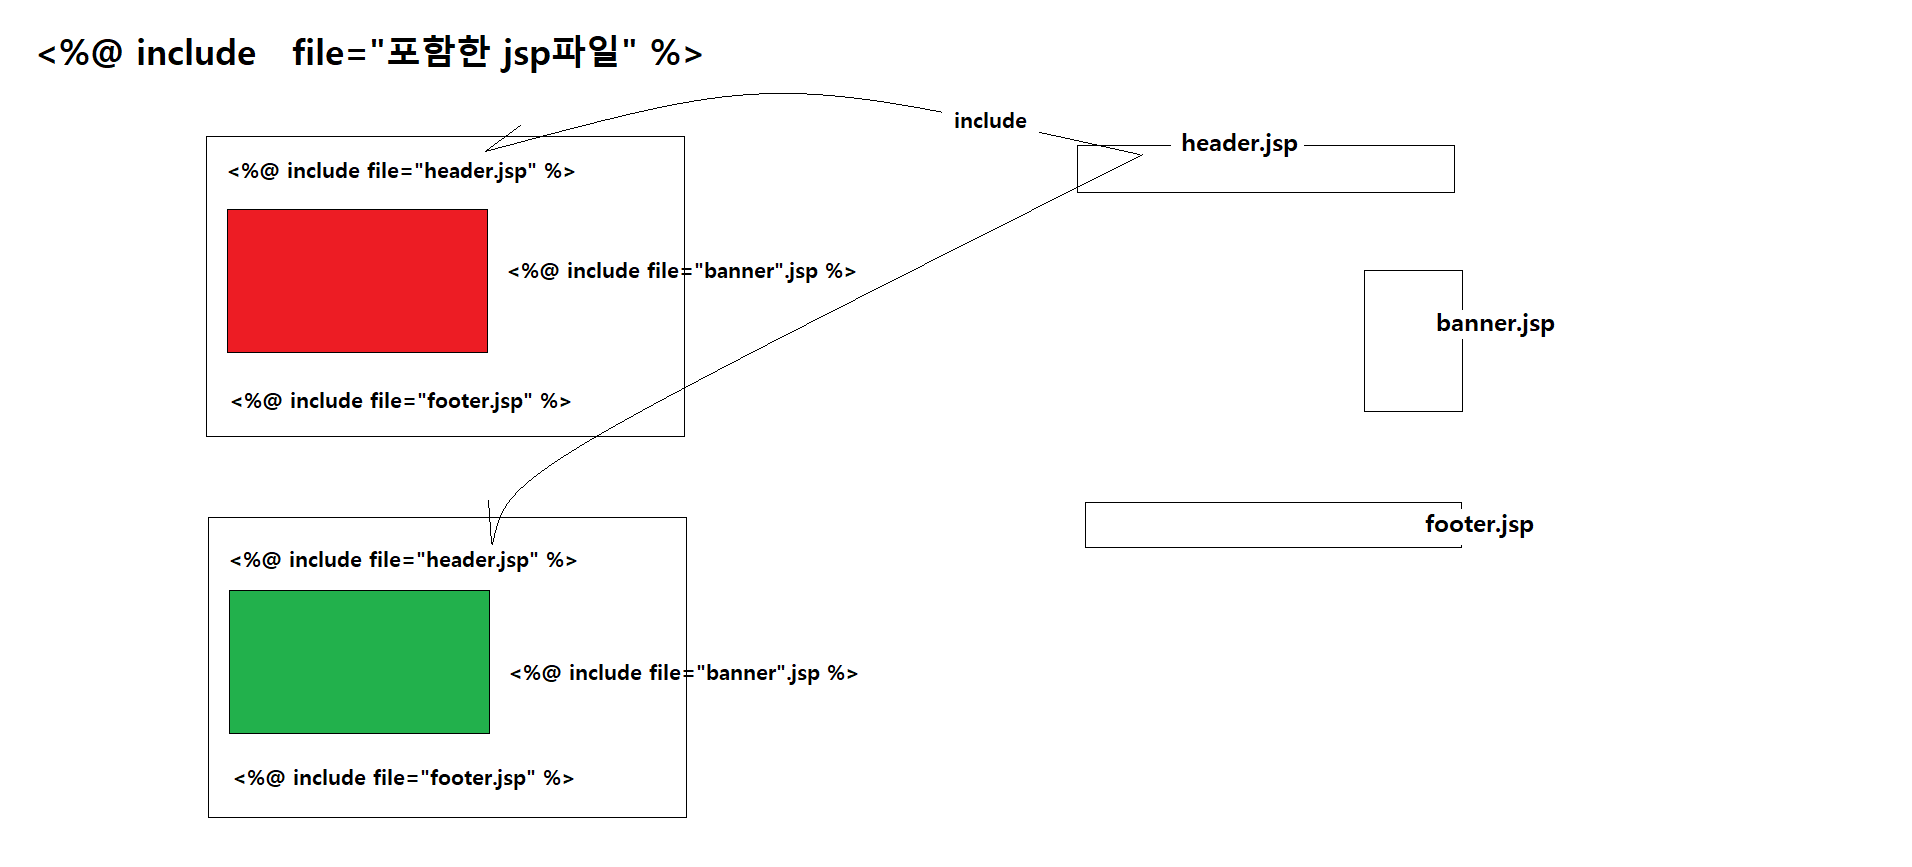 <%@ include file="포함한 jsp파일" %>
include
header.jsp
<%@ include file="header.jsp" %>
<%@ include file="banner".jsp %>
banner.jsp
<%@ include file="footer.jsp" %>
footer.jsp
<%@ include file="header.jsp" %>
<%@ include file="banner".jsp %>
<%@ include file="footer.jsp" %>